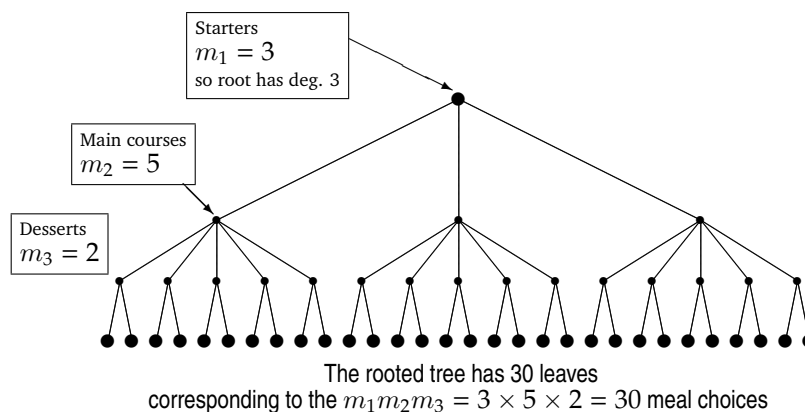 Starters
m₁ = 3
so root has deg. 3
Main courses
m₂ = 5
Desserts
m₃ = 2
The rooted tree has 30 leaves
corresponding to the m₁m₂m₃ = 3 × 5 × 2 = 30 meal choices